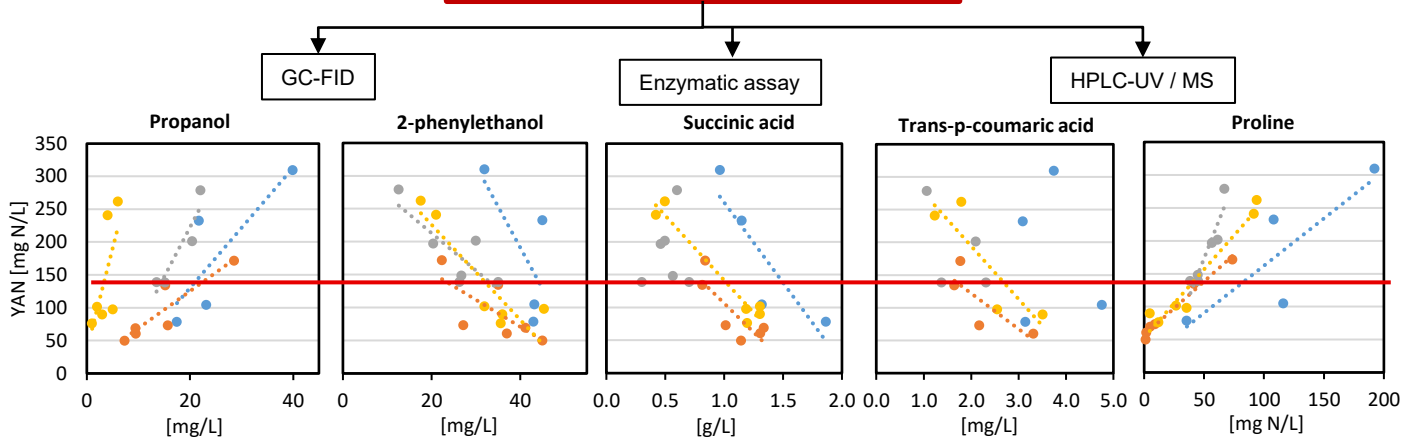 GC-FID
Enzymatic assay
HPLC-UV / MS
Propanol
2-phenylethanol
Succinic acid
Trans-p-coumaric acid
Proline
YAN [mg N/L]
350
300
250
200
150
100
50
0
0 20 40
0 20 40
0.0 0.5 1.0 1.5 2.0
0.0 1.0 2.0 3.0 4.0 5.0
0 50 100 150 200
[mg/L]
[mg/L]
[g/L]
[mg/L]
[mg N/L]